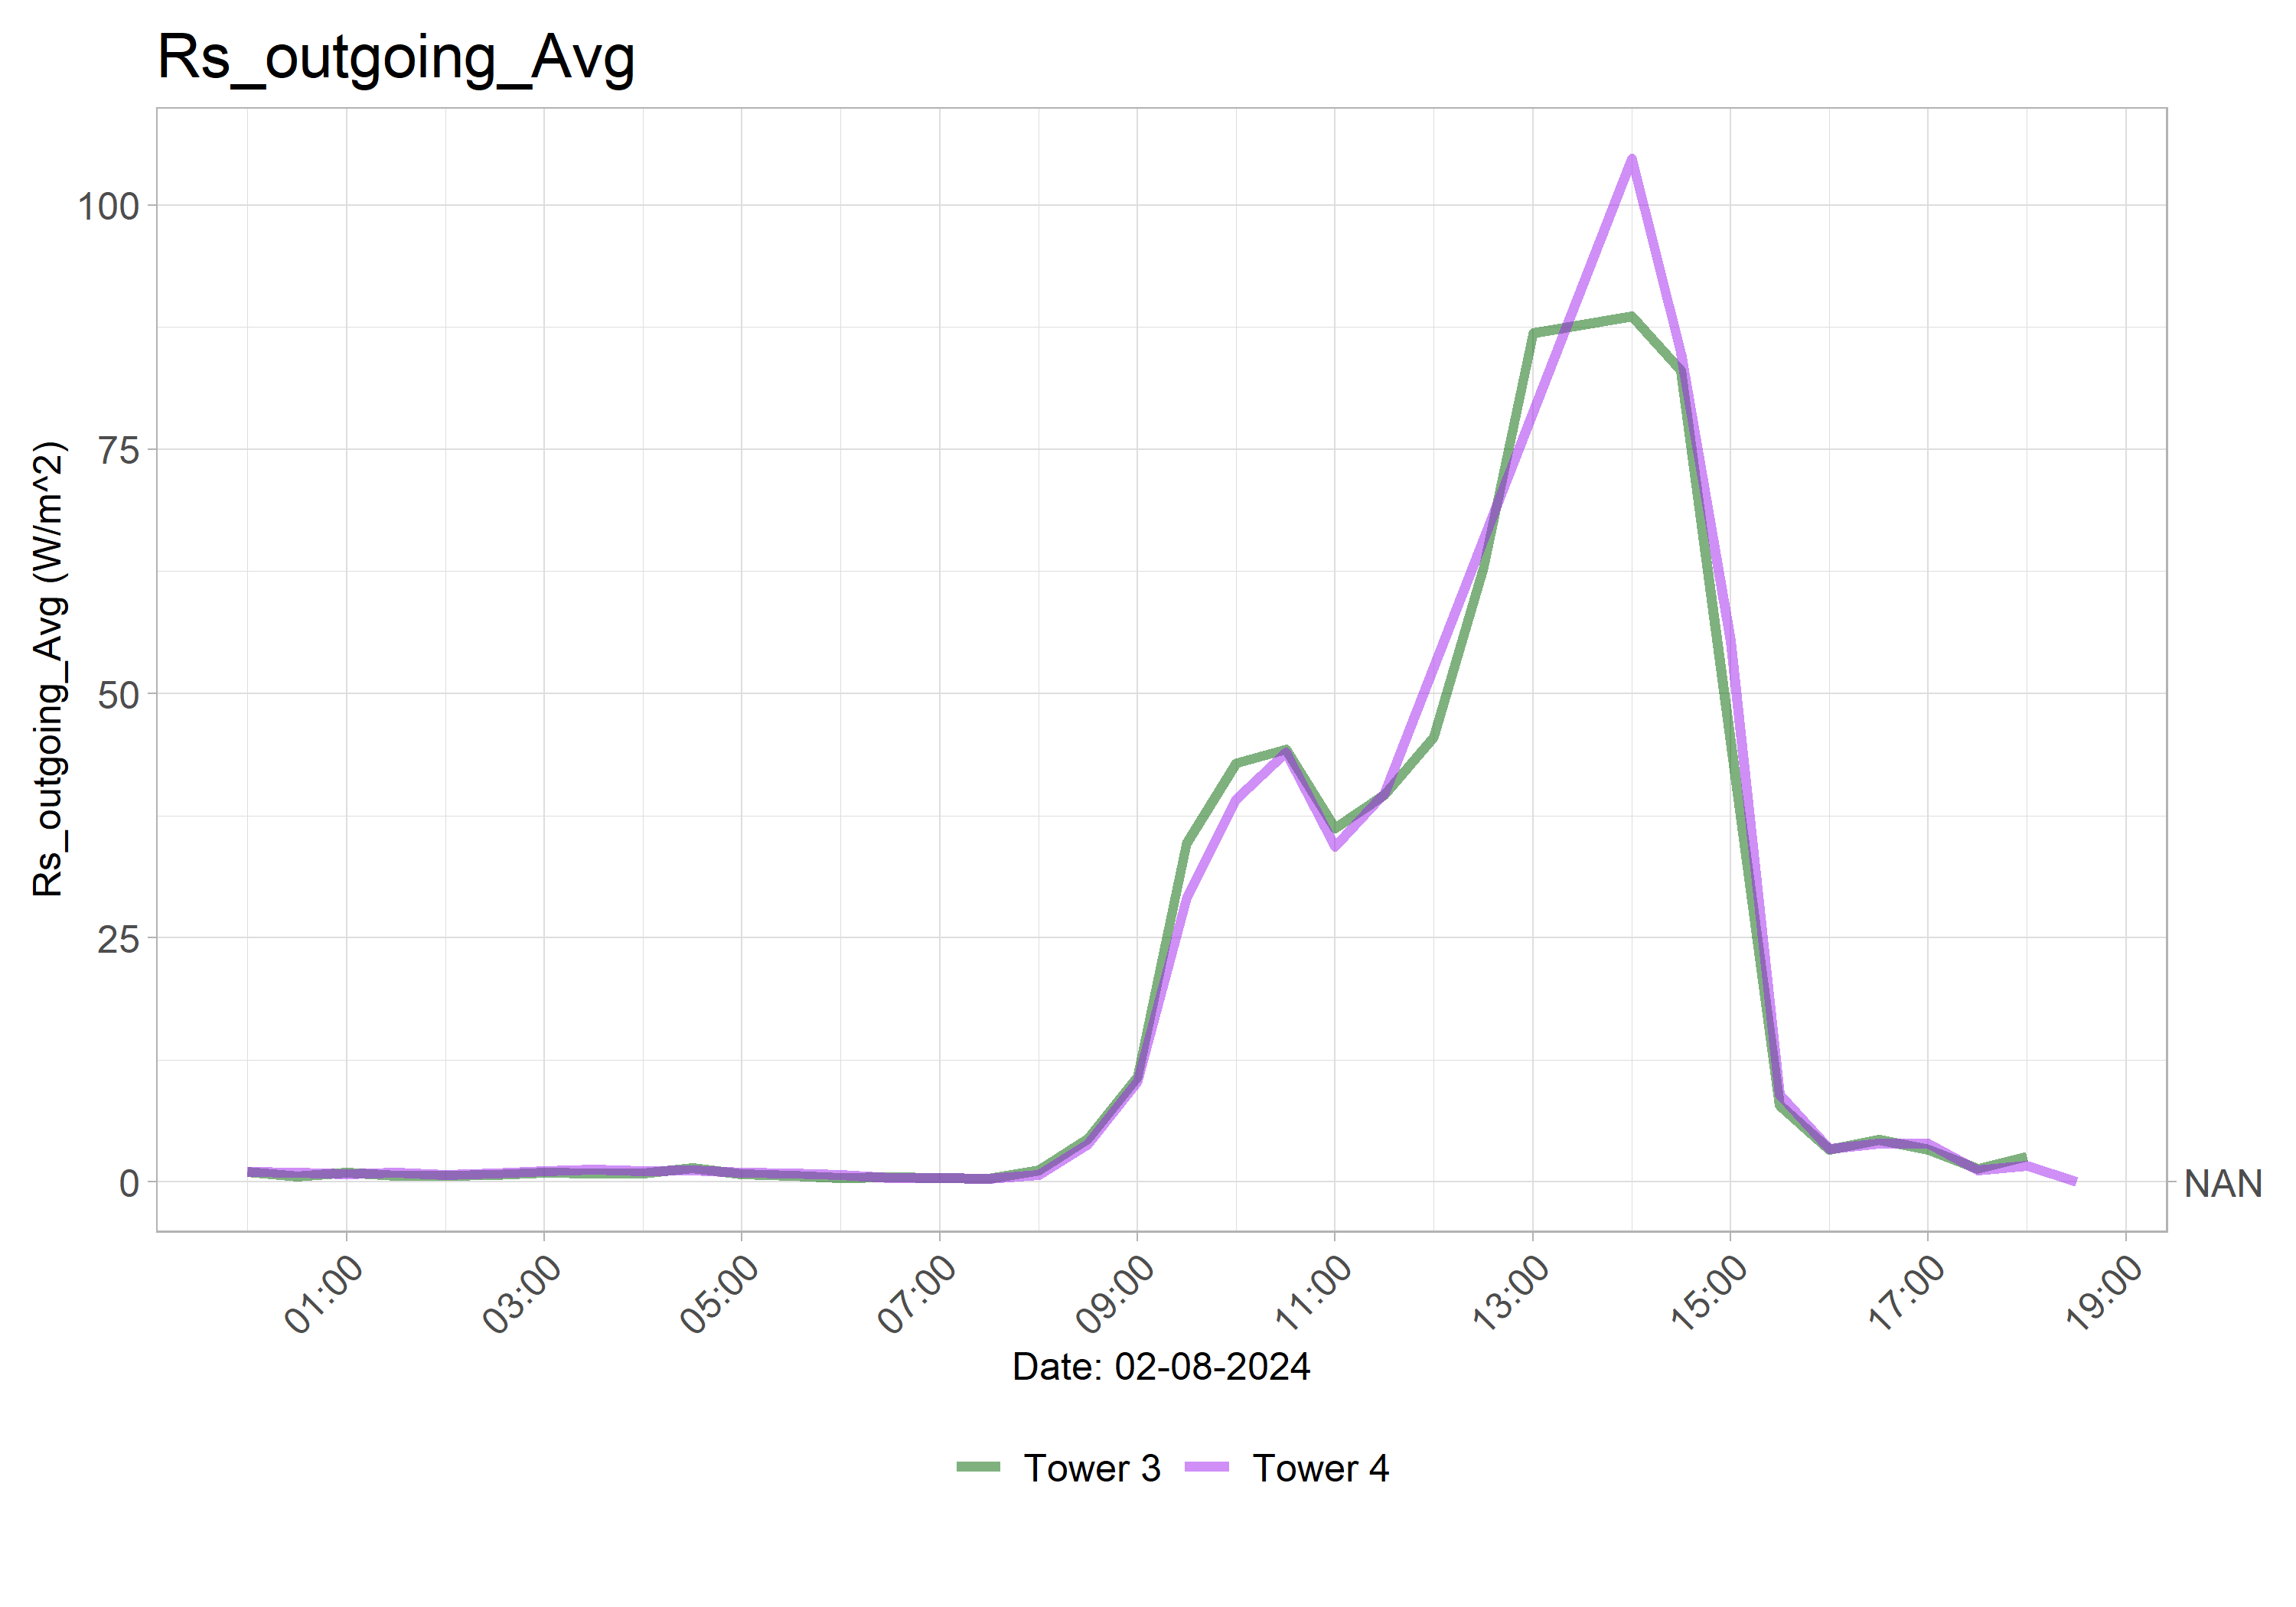 Rs_outgoing_Avg
Rs_outgoing_Avg (W/m^2)
100
75
50
25
0
NAN
01:00
03:00
05:00
07:00
09:00
11:00
13:00
15:00
17:00
19:00
Date: 02-08-2024
Tower 3
Tower 4